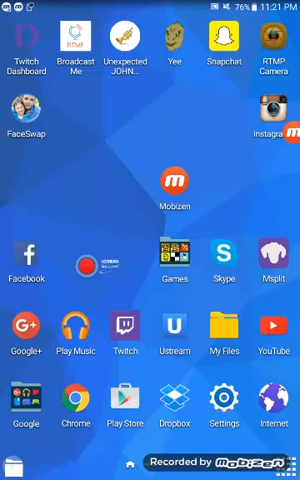 76% 11:21 PM
RTMP
Twitch Dashboard
Broadcast Me
Unexpected JOHN...
Yee
Snapchat
RTMP Camera
FaceSwap
Instagra
Mobizen
Facebook
Games
Skype
Msplit
Google+
Play Music
Twitch
Ustream
My Files
YouTube
Google
Chrome
Play Store
Dropbox
Settings
Internet
Recorded by Mobizen